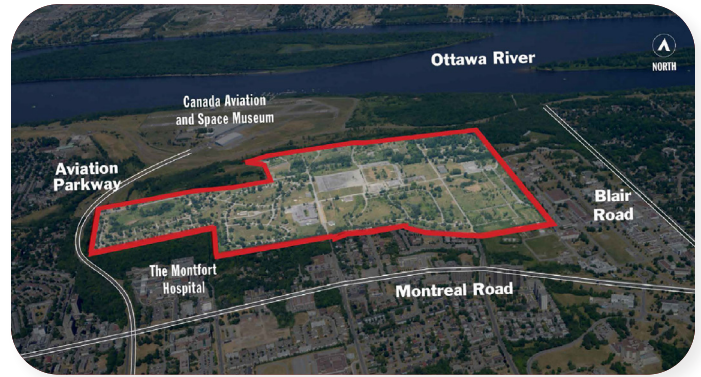 Ottawa River
NORTH
Canada Aviation
and Space Museum
Aviation
Parkway
Blair
Road
The Montfort
Hospital
Montreal Road